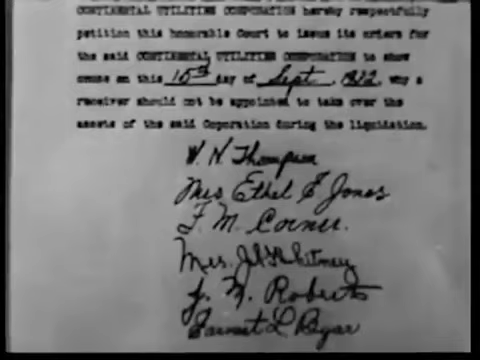 CONTINENTAL UTILITIES CORPORATION hereby respectfully
petition this honorable Court to issue its orders for
the said CONTINENTAL UTILITIES CORPORATION to show
cause on this 15th day of Sept. why a
receiver should not be appointed to take over the
assets of the said Corporation during the liquidation.
W. N. Thompson
Mrs. Ethel E Jones
F. M. Corner.
Mrs. Whitney
J. M. Roberts
L.